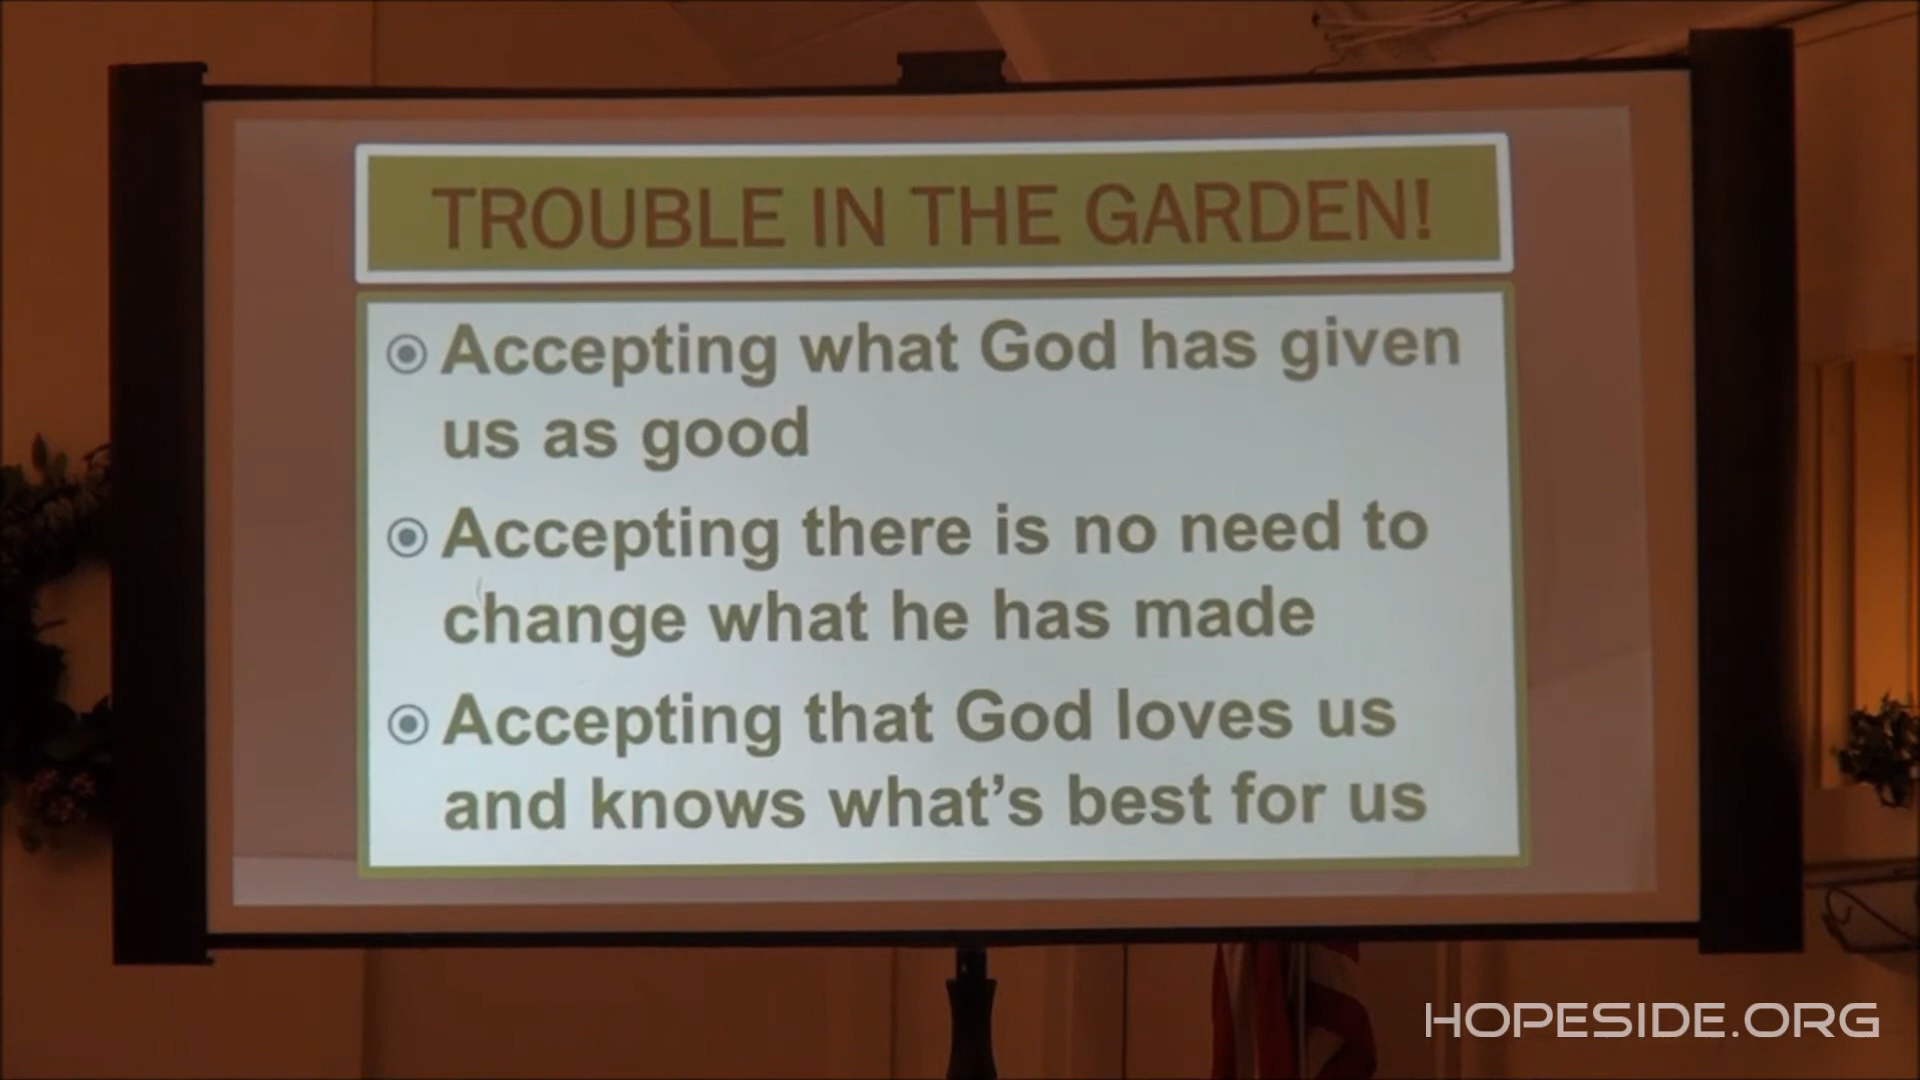 TROUBLE IN THE GARDEN!
Accepting what God has given
us as good
Accepting there is no need to
change what he has made
Accepting that God loves us
and knows what's best for us
HOPESIDE.ORG